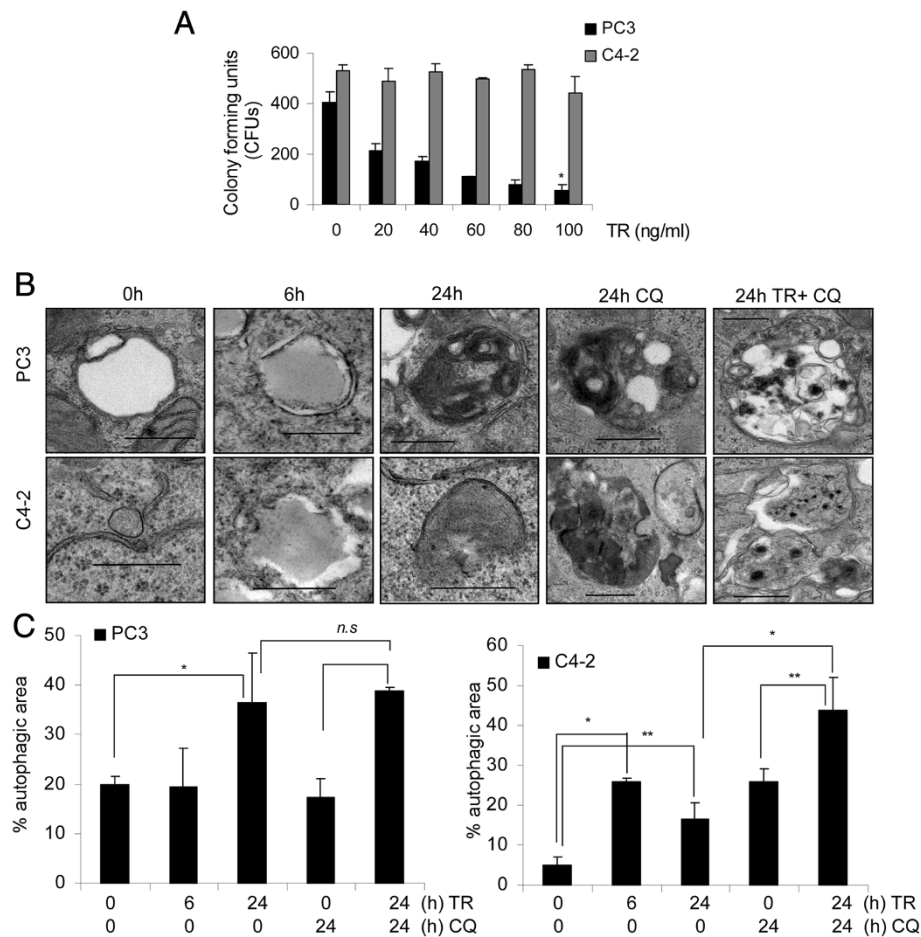 A
PC3
C4-2
Colony forming units
(CFUs)
600
400
200
0
*
0 20 40 60 80 100 TR (ng/ml)
B
0h 6h 24h 24h CQ 24h TR+ CQ
PC3
C4-2
C
PC3
% autophagic area
50
40
30
20
10
0
*
n.s
0 6 24 0 24 (h) TR
0 0 0 24 24 (h) CQ
C4-2
% autophagic area
60
50
40
30
20
10
0
*
**
*
**
0 6 24 0 24 (h) TR
0 0 0 24 24 (h) CQ